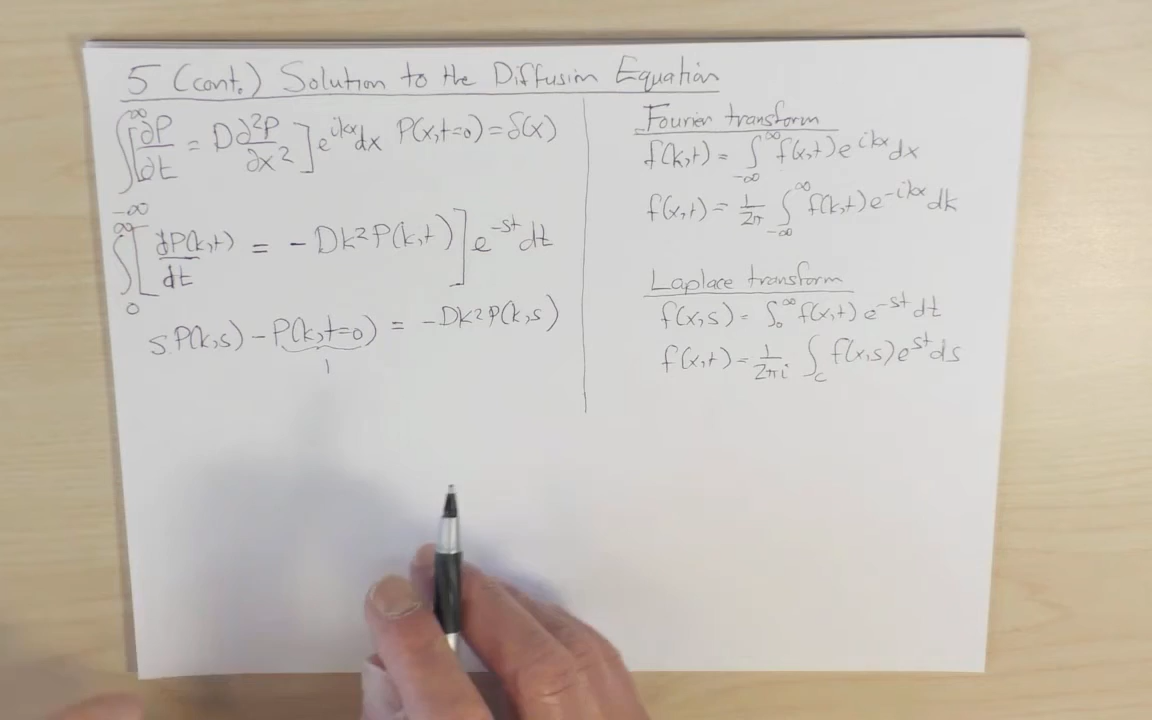 5 (cont.) Solution to the Diffusion Equation
∫_{-∞}^{∞} [∂P/∂t = D ∂²P/∂x²] e^{ikx} dx P(x,t=0) = δ(x)
∫_0^∞ [dP(k,t)/dt = -Dk²P(k,t)] e^{-st} dt
sP(k,s) - P(k,t=0) = -Dk²P(k,s)
1
Fourier transform
f(k,t) = ∫_{-∞}^{∞} f(x,t) e^{ikx} dx
f(x,t) = 1/2π ∫_{-∞}^{∞} f(k,t) e^{-ikx} dk
Laplace transform
f(x,s) = ∫_0^∞ f(x,t) e^{-st} dt
f(x,t) = 1/2πi ∫_c f(x,s) e^{st} ds